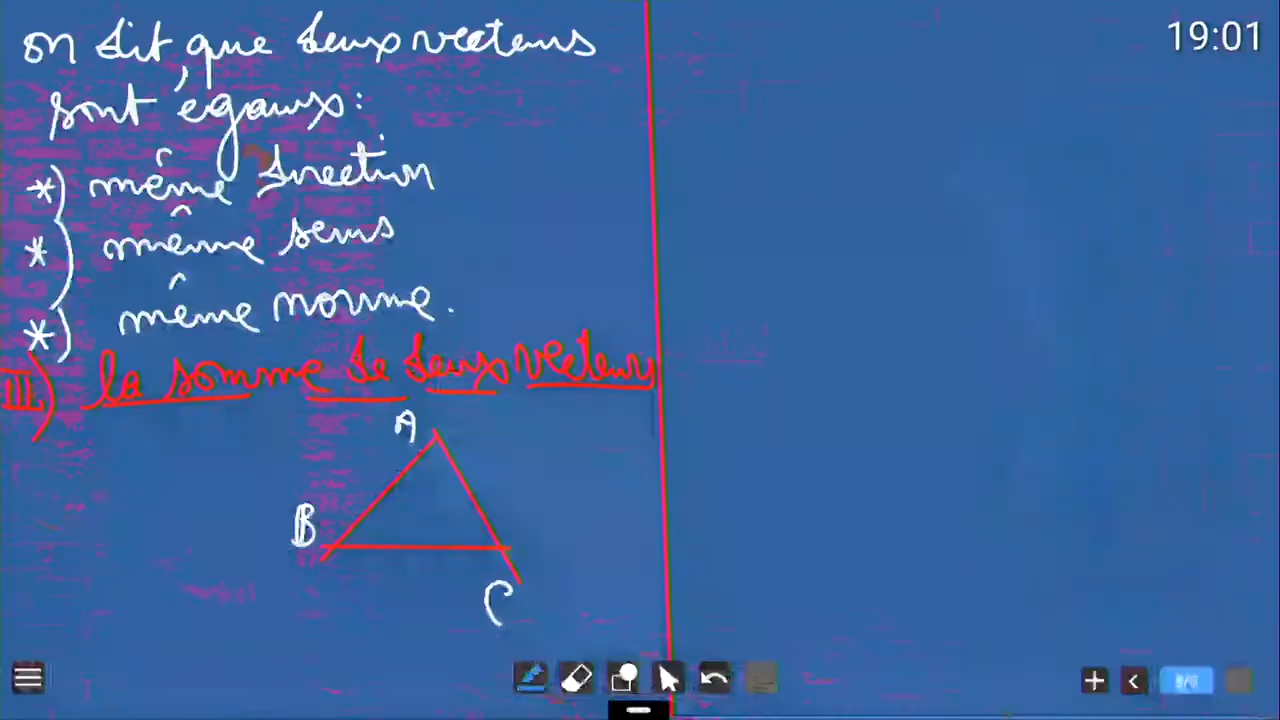 on dit que deux vecteurs
sont égaux:
*) même direction
*) même sens
*) même norme.
III) la somme de deux vecteurs
A
B
C
19:01